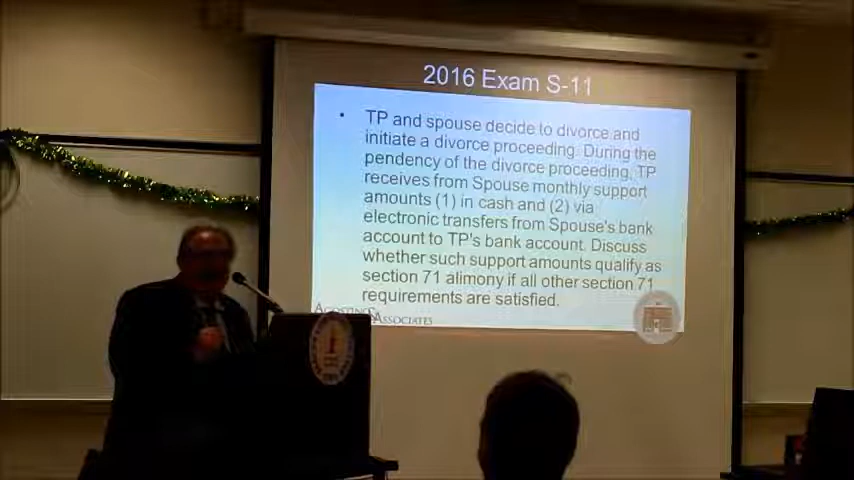 2016 Exam S-11
• TP and spouse decide to divorce and
initiate a divorce proceeding. During the
pendency of the divorce proceeding, TP
receives from Spouse monthly support
amounts (1) in cash and (2) via
electronic transfers from Spouse's bank
account to TP's bank account. Discuss
whether such support amounts qualify as
section 71 alimony if all other section 71
requirements are satisfied.
AGOSTINO
& ASSOCIATES